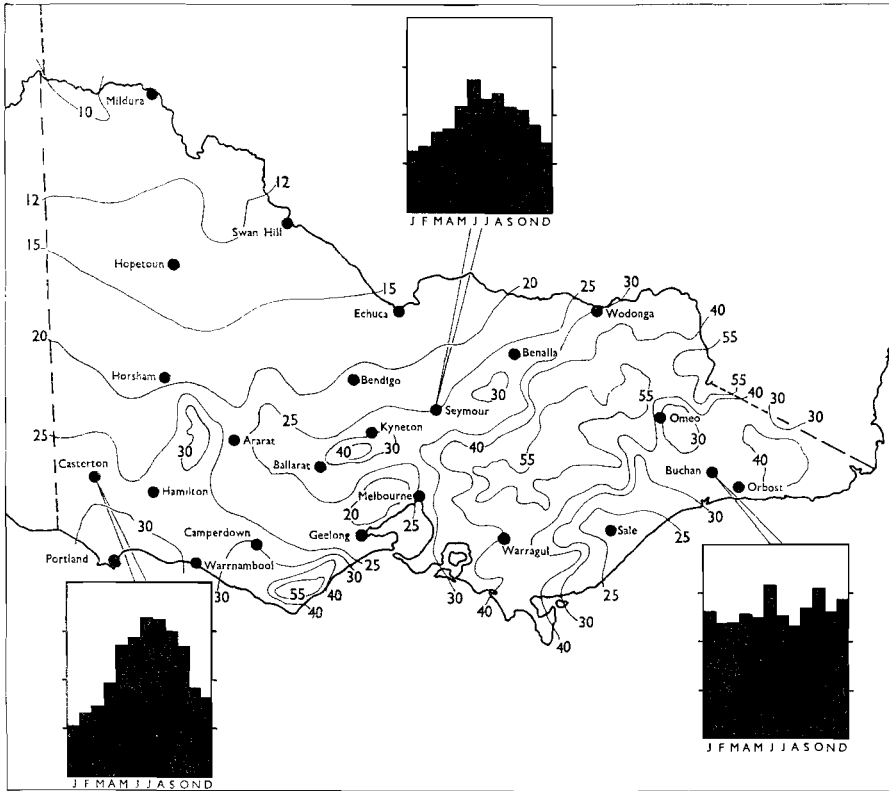 Mildura
10
J F M A M J J A S O N D
12
12
Swan Hill
15
Hopetoun
15
Echuca
20
25
30
Wodonga
40
20
Benalla
55
Horsham
Bendigo
30
55
55
40
30
30
Seymour
25
Omeo
25
Kyneton
40
30
Ararat
40
30
30
55
Casterton
Ballarat
Buchan
40
Hamilton
Melbourne
Orbost
20
25
30
30
Camperdown
Geelong
Warragul
Sale
25
Portland
Warrnambool
30
25
30
55
40
40
30
40
25
30
40
J F M A M J J A S O N D
J F M A M J J A S O N D